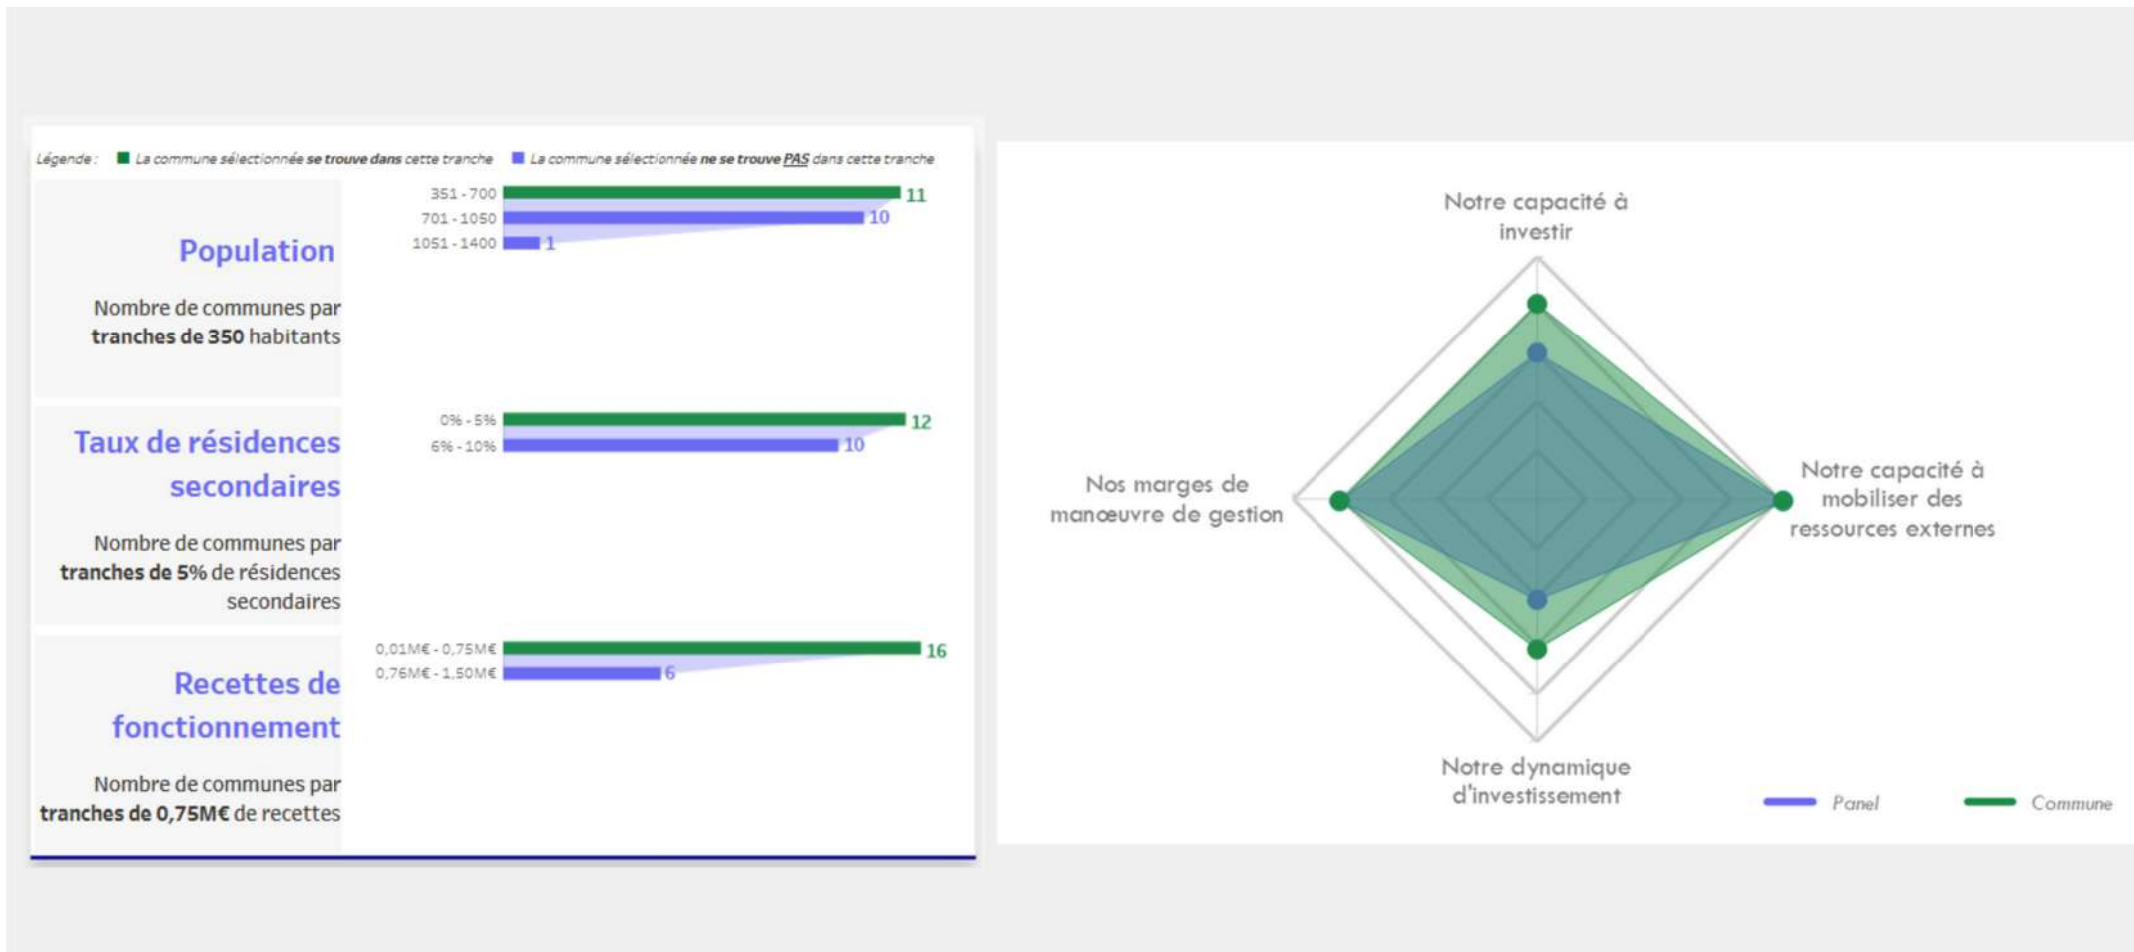 Légende : La commune sélectionnée se trouve dans cette tranche La commune sélectionnée ne se trouve PAS dans cette tranche
Population
Nombre de communes par
tranches de 350 habitants
351 - 700 11
701 - 1050 10
1051 - 1400 1
Taux de résidences
secondaires
Nombre de communes par
tranches de 5% de résidences
secondaires
0% - 5% 12
6% - 10% 10
Recettes de
fonctionnement
Nombre de communes par
tranches de 0,75M€ de recettes
0,01M€ - 0,75M€ 16
0,76M€ - 1,50M€ 6
Notre capacité à
investir
Nos marges de
manœuvre de gestion
Notre capacité à
mobiliser des
ressources externes
Notre dynamique
d'investissement
Panel
Commune